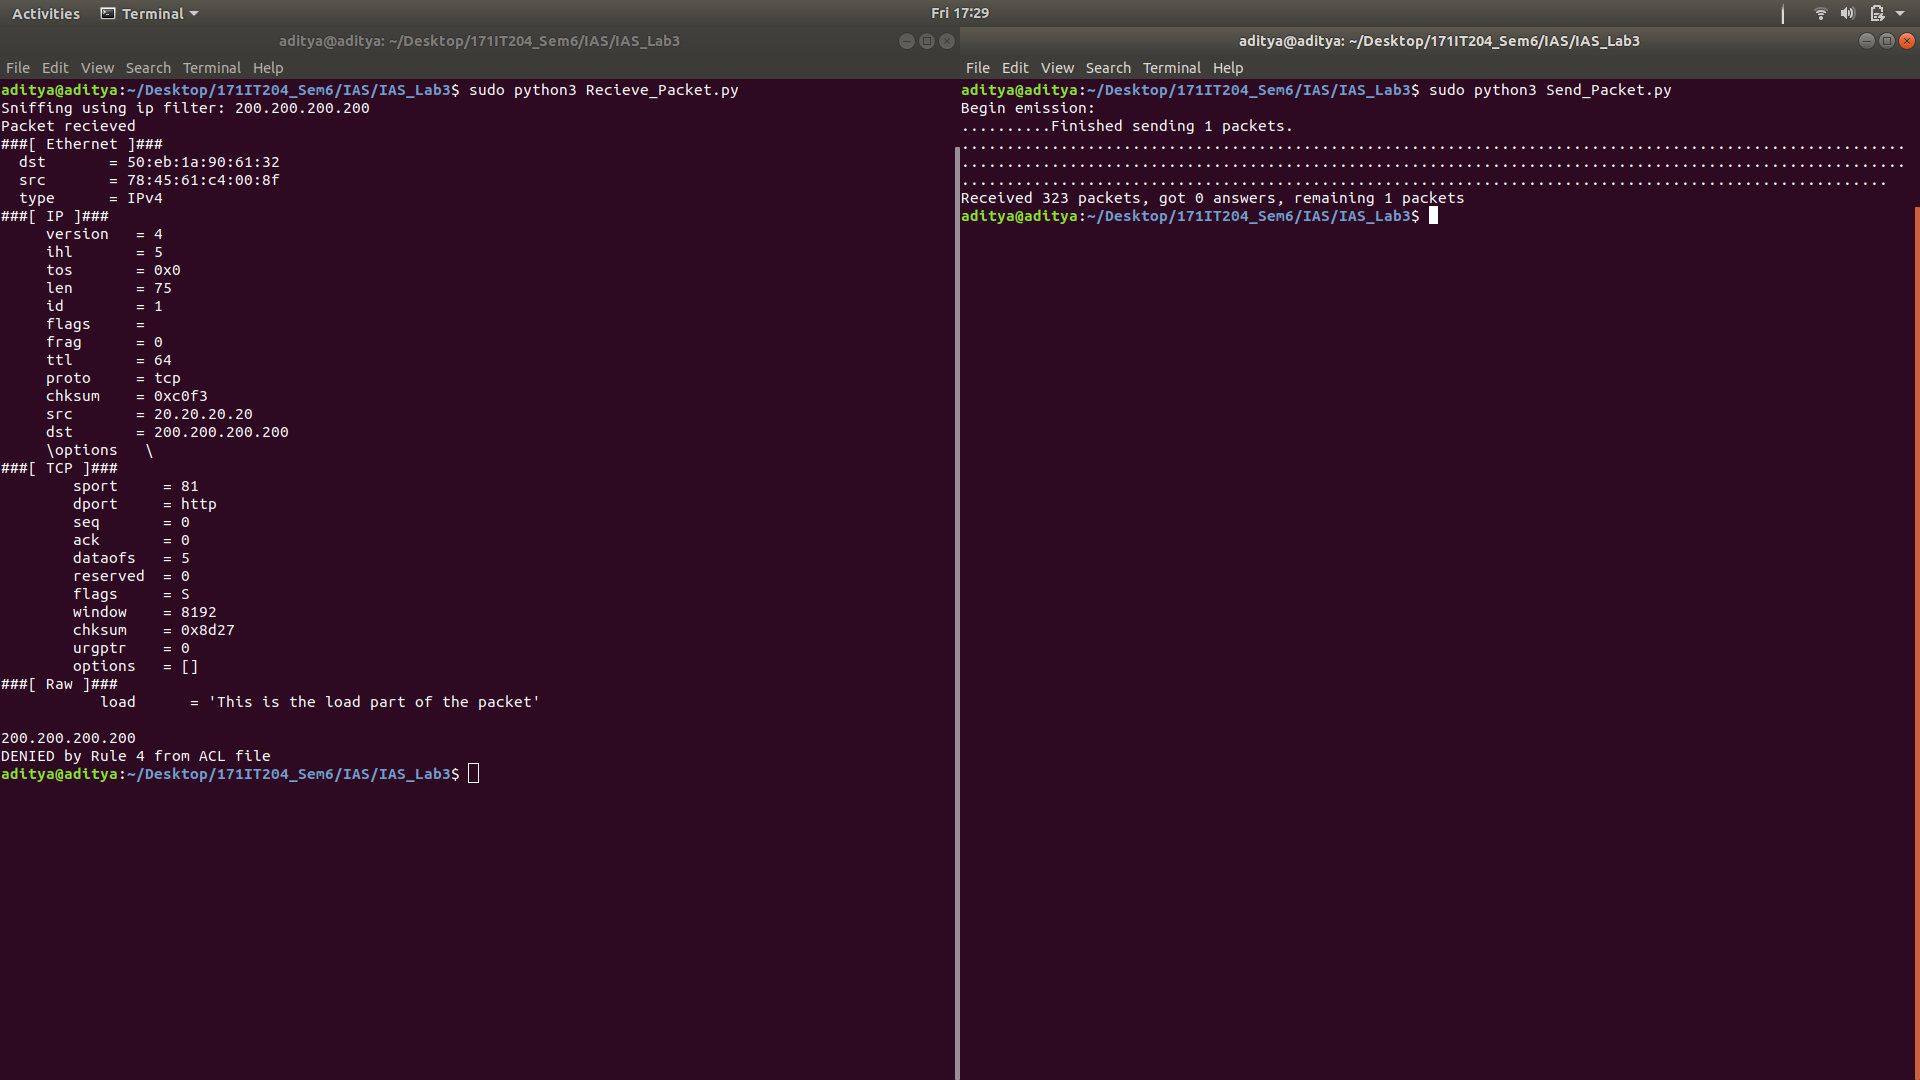 Activities Terminal Fri 17:29
aditya@aditya: ~/Desktop/171IT204_Sem6/IAS/IAS_Lab3
File Edit View Search Terminal Help
aditya@aditya:~/Desktop/171IT204_Sem6/IAS/IAS_Lab3$ sudo python3 Recieve_Packet.py
Sniffing using ip filter: 200.200.200.200
Packet recieved
###[ Ethernet ]###
  dst       = 50:eb:1a:90:61:32
  src       = 78:45:61:c4:00:8f
  type      = IPv4
###[ IP ]###
     version   = 4
     ihl       = 5
     tos       = 0x0
     len       = 75
     id        = 1
     flags     =
     frag      = 0
     ttl       = 64
     proto     = tcp
     chksum    = 0xc0f3
     src       = 20.20.20.20
     dst       = 200.200.200.200
     \options   \
###[ TCP ]###
        sport     = 81
        dport     = http
        seq       = 0
        ack       = 0
        dataofs   = 5
        reserved  = 0
        flags     = S
        window    = 8192
        chksum    = 0x8d27
        urgptr    = 0
        options   = []
###[ Raw ]###
           load      = 'This is the load part of the packet'
200.200.200.200
DENIED by Rule 4 from ACL file
aditya@aditya:~/Desktop/171IT204_Sem6/IAS/IAS_Lab3$
aditya@aditya: ~/Desktop/171IT204_Sem6/IAS/IAS_Lab3
File Edit View Search Terminal Help
aditya@aditya:~/Desktop/171IT204_Sem6/IAS/IAS_Lab3$ sudo python3 Send_Packet.py
Begin emission:
..........Finished sending 1 packets.
.........................................................................................................
.........................................................................................................
.......................................................................................................
Received 323 packets, got 0 answers, remaining 1 packets
aditya@aditya:~/Desktop/171IT204_Sem6/IAS/IAS_Lab3$